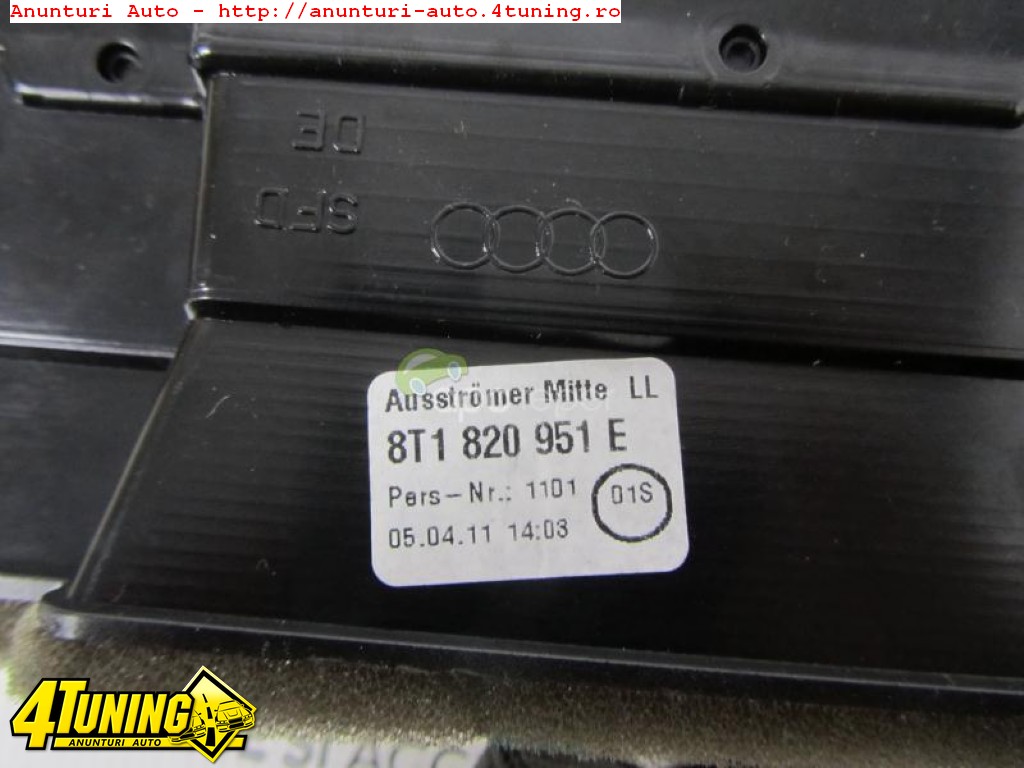 Anunturi Auto - http://anunturi-auto.4tuning.ro
DE
SFD
Ausströmer Mitte LL
8T1 820 951 E
Pers-Nr.: 1101
01S
05.04.11 14:03
4TUNING
ANUNTURI AUTO